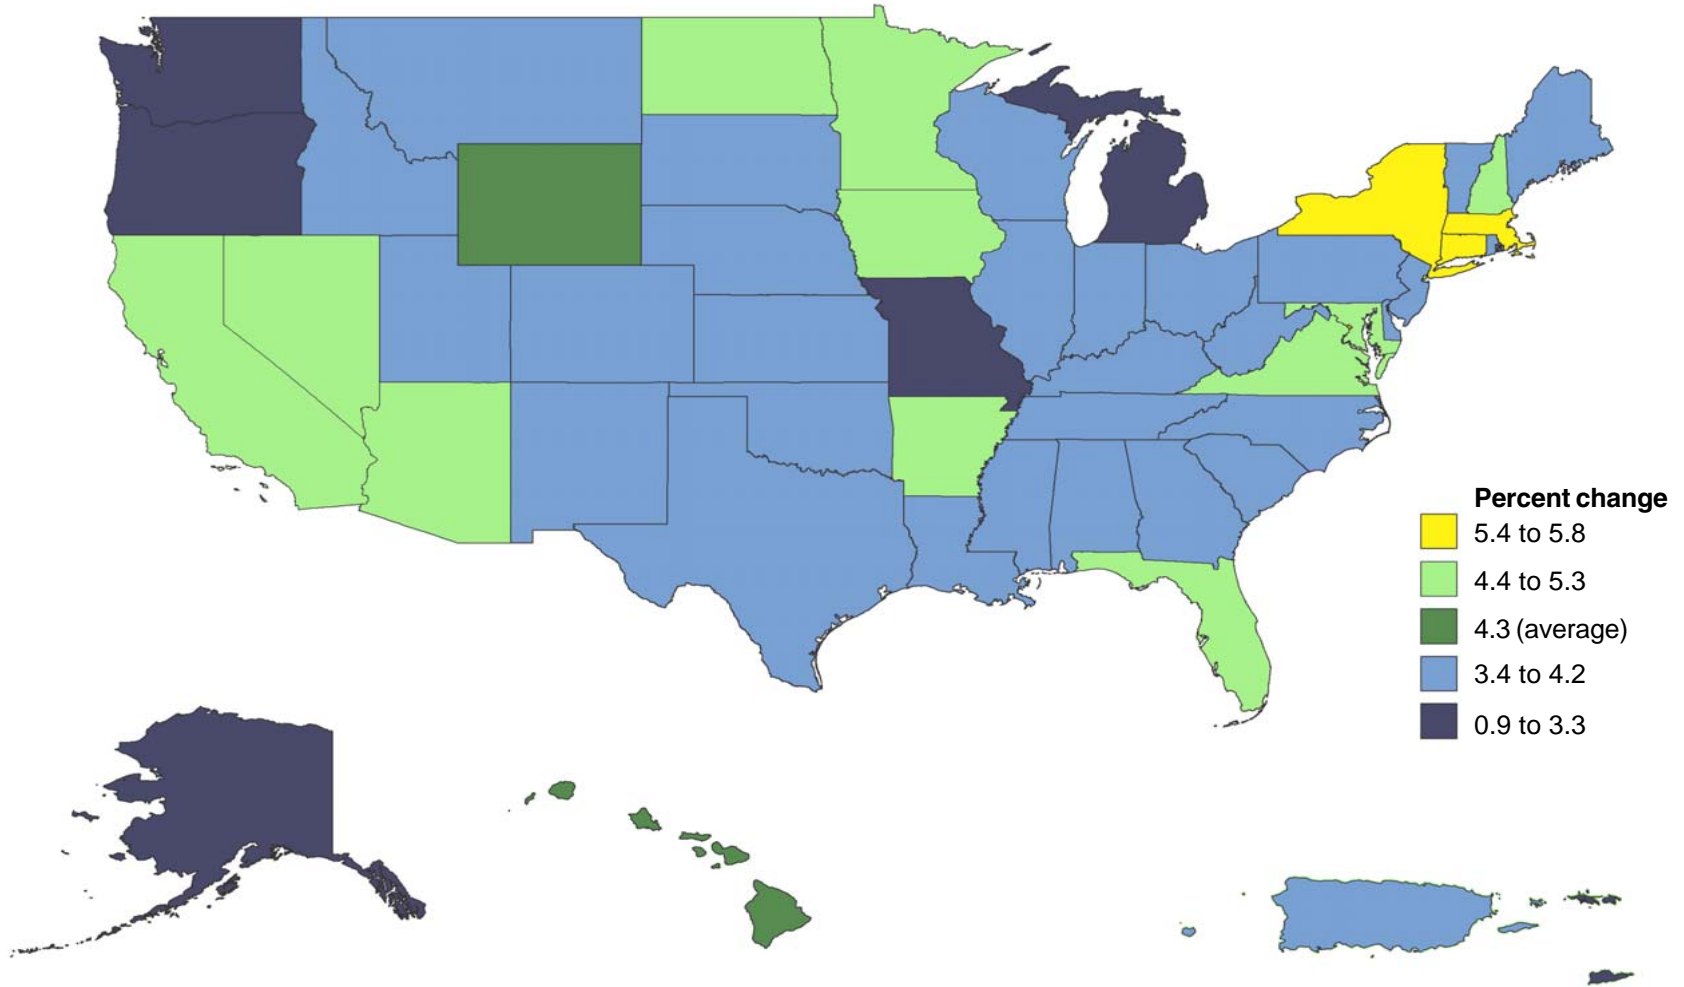 Percent change
5.4 to 5.8
4.4 to 5.3
4.3 (average)
3.4 to 4.2
0.9 to 3.3